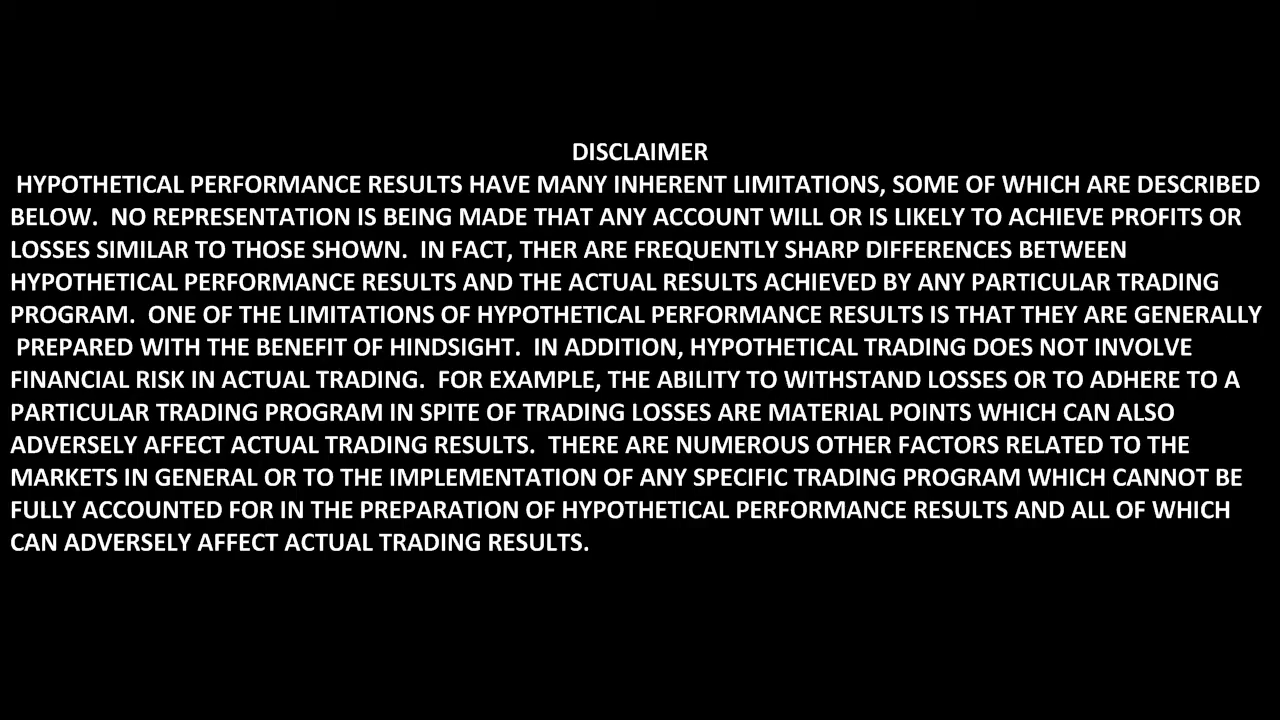 DISCLAIMER
HYPOTHETICAL PERFORMANCE RESULTS HAVE MANY INHERENT LIMITATIONS, SOME OF WHICH ARE DESCRIBED
BELOW.  NO REPRESENTATION IS BEING MADE THAT ANY ACCOUNT WILL OR IS LIKELY TO ACHIEVE PROFITS OR
LOSSES SIMILAR TO THOSE SHOWN.  IN FACT, THER ARE FREQUENTLY SHARP DIFFERENCES BETWEEN
HYPOTHETICAL PERFORMANCE RESULTS AND THE ACTUAL RESULTS ACHIEVED BY ANY PARTICULAR TRADING
PROGRAM.  ONE OF THE LIMITATIONS OF HYPOTHETICAL PERFORMANCE RESULTS IS THAT THEY ARE GENERALLY
PREPARED WITH THE BENEFIT OF HINDSIGHT.  IN ADDITION, HYPOTHETICAL TRADING DOES NOT INVOLVE
FINANCIAL RISK IN ACTUAL TRADING.  FOR EXAMPLE, THE ABILITY TO WITHSTAND LOSSES OR TO ADHERE TO A
PARTICULAR TRADING PROGRAM IN SPITE OF TRADING LOSSES ARE MATERIAL POINTS WHICH CAN ALSO
ADVERSELY AFFECT ACTUAL TRADING RESULTS.  THERE ARE NUMEROUS OTHER FACTORS RELATED TO THE
MARKETS IN GENERAL OR TO THE IMPLEMENTATION OF ANY SPECIFIC TRADING PROGRAM WHICH CANNOT BE
FULLY ACCOUNTED FOR IN THE PREPARATION OF HYPOTHETICAL PERFORMANCE RESULTS AND ALL OF WHICH
CAN ADVERSELY AFFECT ACTUAL TRADING RESULTS.